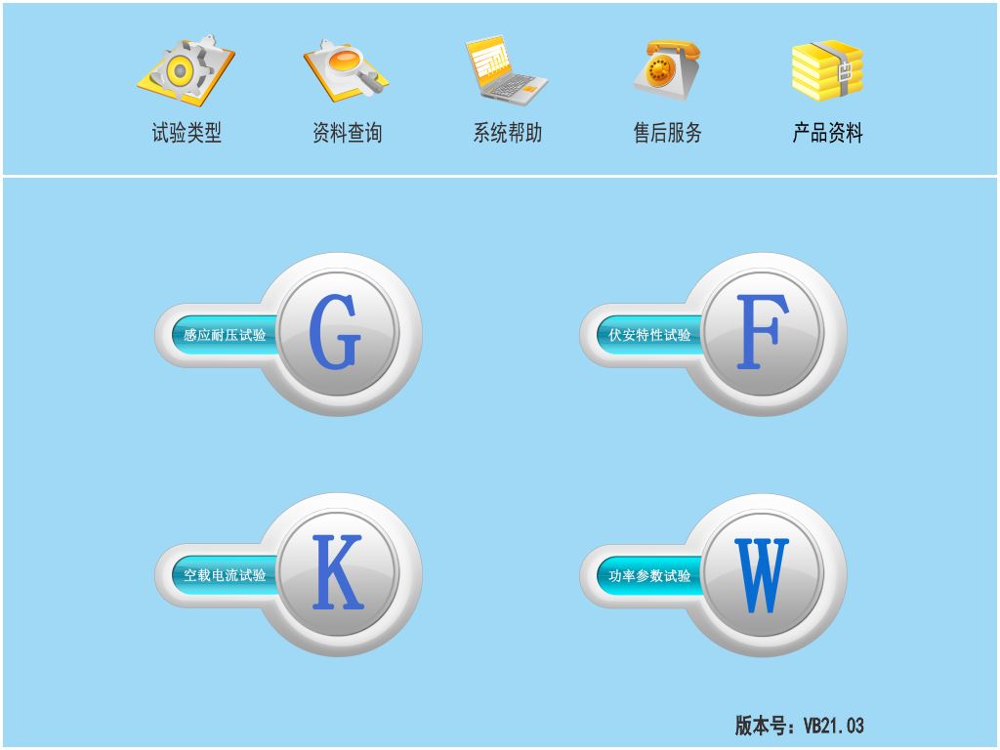 试验类型 资料查询 系统帮助 售后服务 产品资料
感应耐压试验 G
伏安特性试验 F
空载电流试验 K
功率参数试验 W
版本号：VB21.03